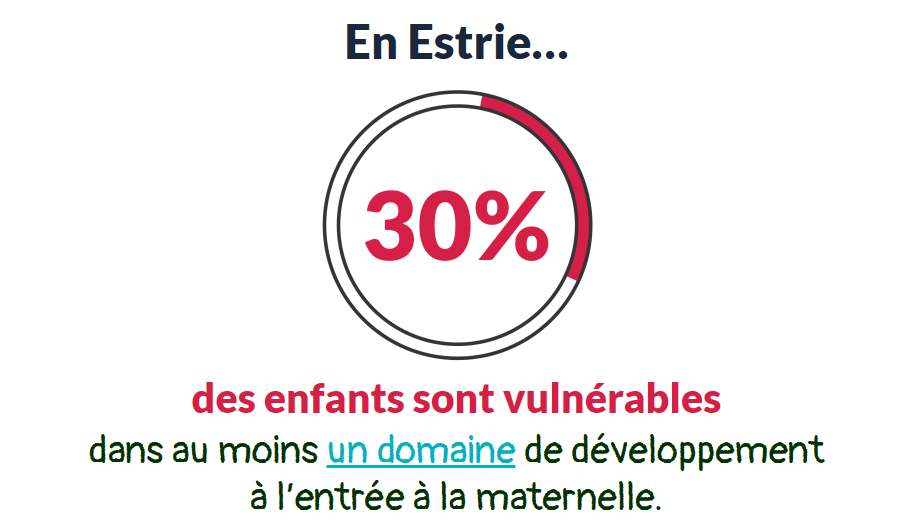 En Estrie...
30%
des enfants sont vulnérables
dans au moins un domaine de développement
à l'entrée à la maternelle.